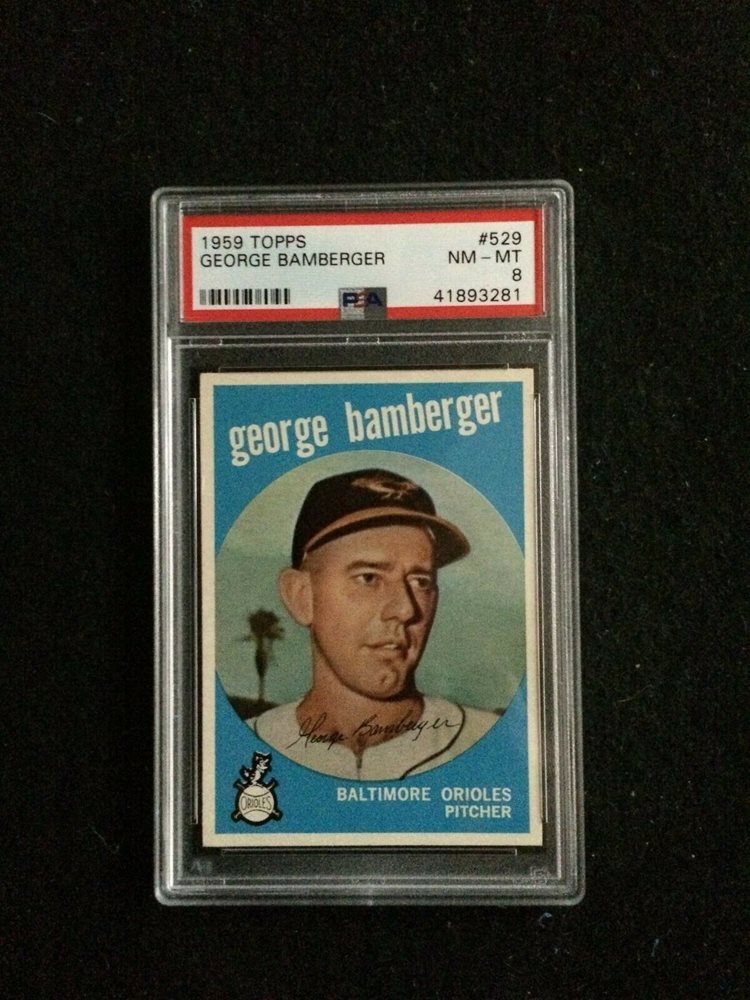 1959 TOPPS #529
GEORGE BAMBERGER NM - MT
8
PSA 41893281
george bamberger
George Bamberger
ORIOLES
BALTIMORE ORIOLES
PITCHER